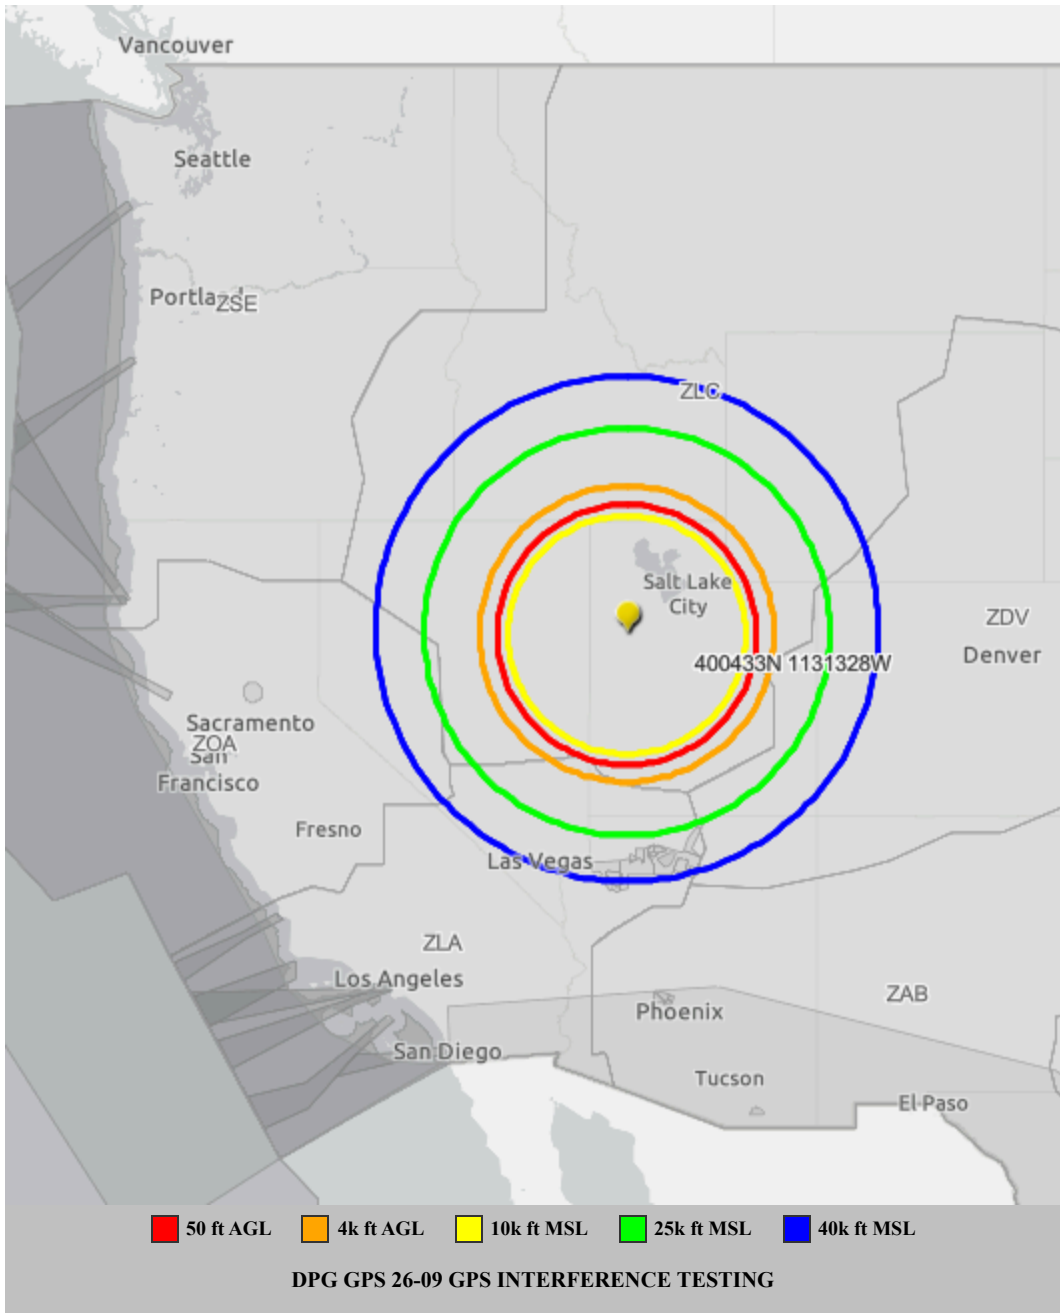 Vancouver
Seattle
Portland
ZSE
ZLC
Salt Lake
City
ZDV
Denver
400433N 1131328W
Sacramento
ZOA
San
Francisco
Fresno
Las Vegas
ZLA
Los Angeles
ZAB
Phoenix
San Diego
Tucson
El Paso
50 ft AGL 4k ft AGL 10k ft MSL 25k ft MSL 40k ft MSL
DPG GPS 26-09 GPS INTERFERENCE TESTING